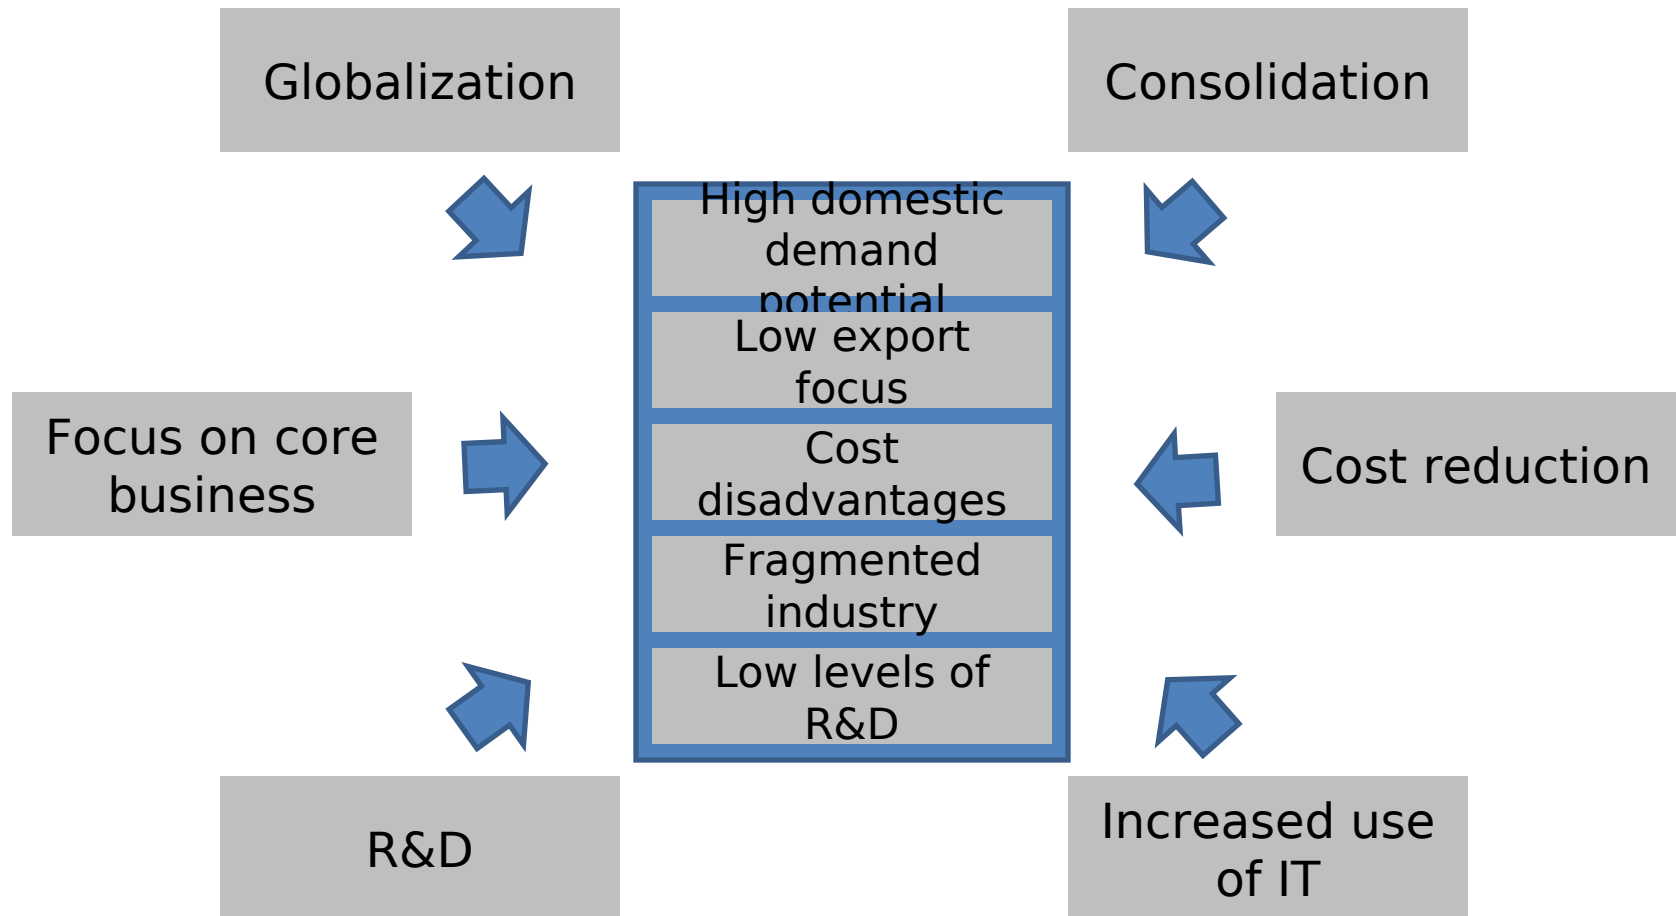 Globalization
Consolidation
High domestic
demand
potential
Low export
focus
Focus on core
business
Cost
disadvantages
Cost reduction
Fragmented
industry
Low levels of
R&D
R&D
Increased use
of IT